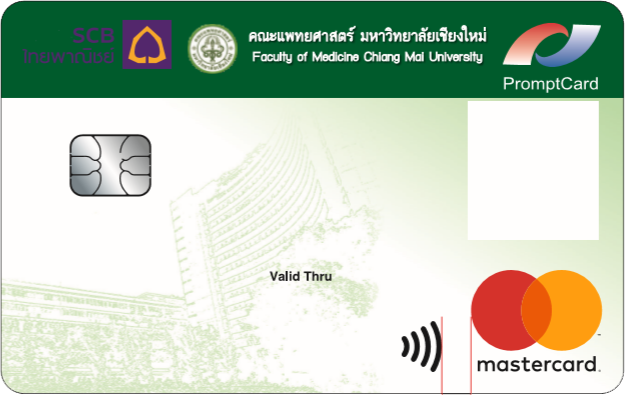 SCB
ไทยพาณิชย์
คณะแพทยศาสตร์ มหาวิทยาลัยเชียงใหม่
Faculty of Medicine Chiang Mai University
PromptCard
Valid Thru
mastercard.